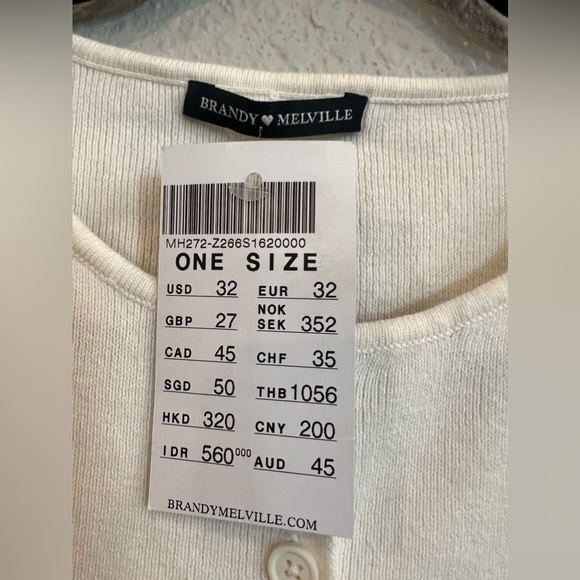 BRANDY MELVILLE
MH272-Z266S1620000
ONE SIZE
USD 32 EUR 32
GBP 27 NOK SEK 352
CAD 45 CHF 35
SGD 50 THB 1056
HKD 320 CNY 200
IDR 560000 AUD 45
BRANDYMELVILLE.COM